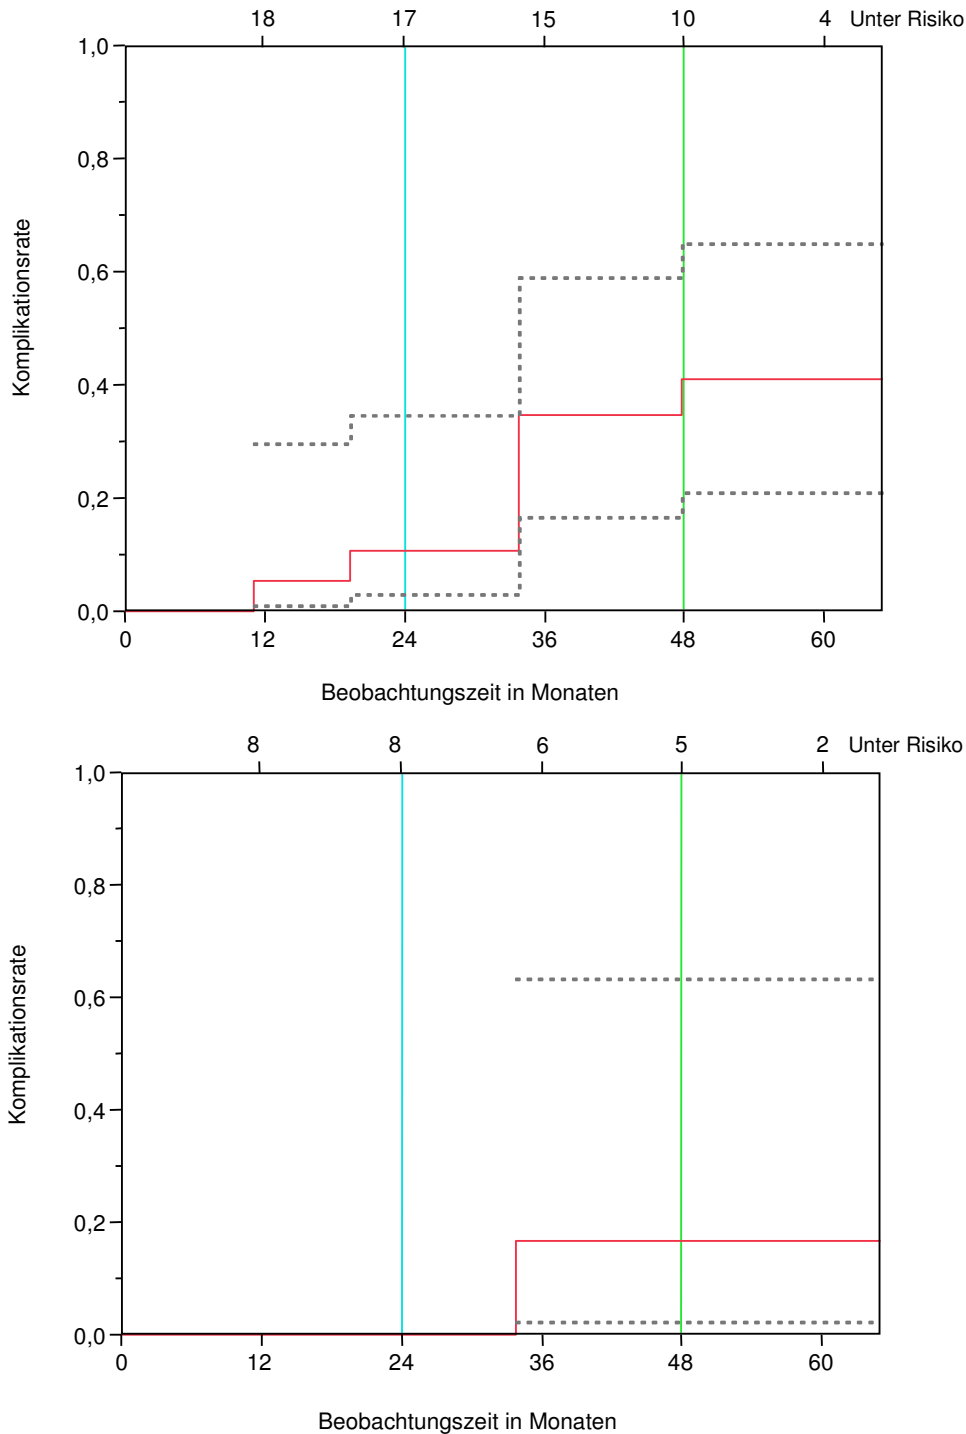 18 17 15 10 4 Unter Risiko
1,0
0,8
0,6
0,4
0,2
0,0
Komplikationsrate
0 12 24 36 48 60
Beobachtungszeit in Monaten
8 8 6 5 2 Unter Risiko
1,0
0,8
0,6
0,4
0,2
0,0
Komplikationsrate
0 12 24 36 48 60
Beobachtungszeit in Monaten